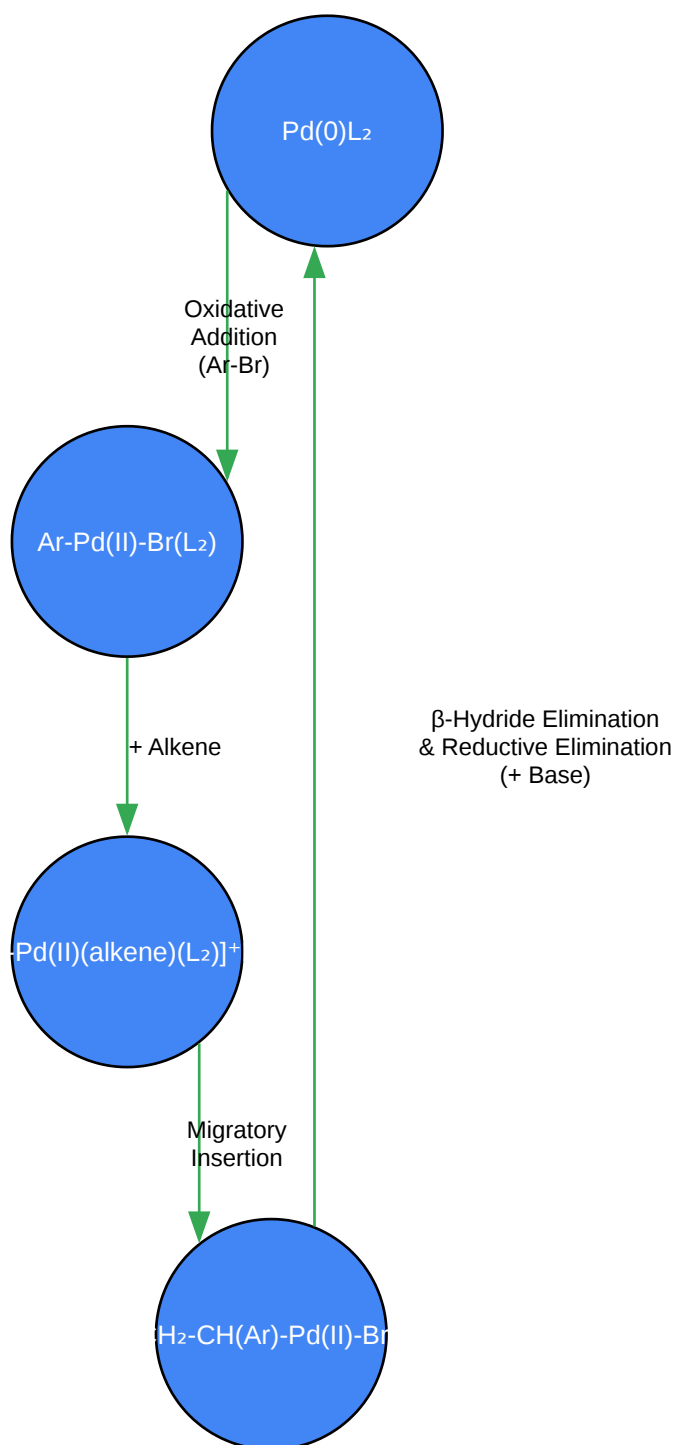 Pd(0)L₂
Oxidative
Addition
(Ar-Br)
Ar-Pd(II)-Br(L₂)
+ Alkene
β-Hydride Elimination
& Reductive Elimination
(+ Base)
-Pd(II)(alkene)(L₂)]⁺
Migratory
Insertion
H₂-CH(Ar)-Pd(II)-Br